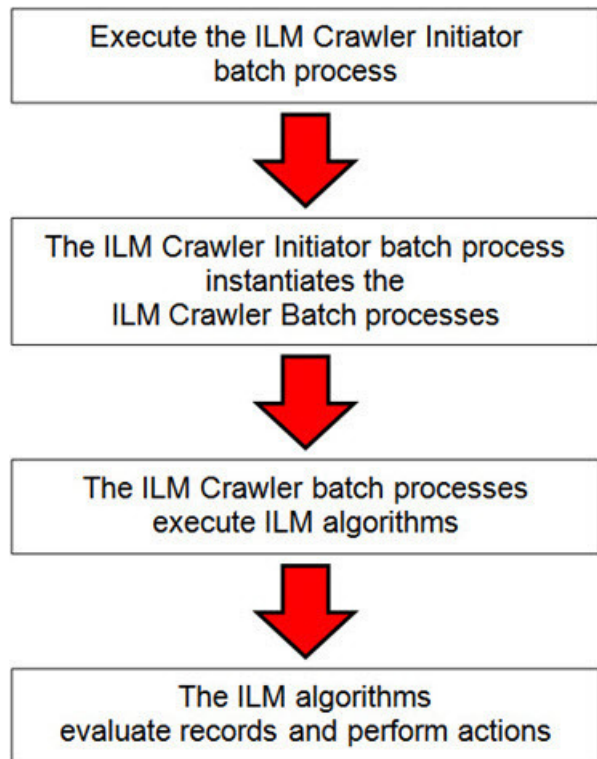 Execute the ILM Crawler Initiator
batch process
The ILM Crawler Initiator batch process
instantiates the
ILM Crawler Batch processes
The ILM Crawler batch processes
execute ILM algorithms
The ILM algorithms
evaluate records and perform actions